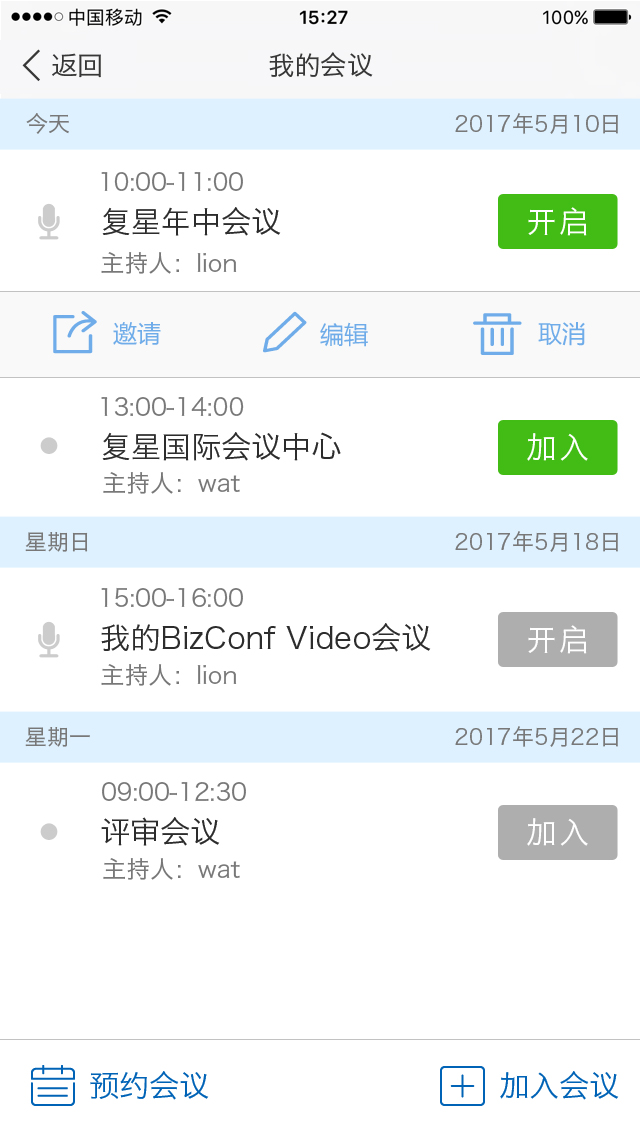 中国移动 15:27 100%
返回 我的会议
今天 2017年5月10日
10:00-11:00
复星年中会议 开启
主持人：lion
邀请 编辑 取消
13:00-14:00
复星国际会议中心 加入
主持人：wat
星期日 2017年5月18日
15:00-16:00
我的BizConf Video会议 开启
主持人：lion
星期一 2017年5月22日
09:00-12:30
评审会议 加入
主持人：wat
预约会议 加入会议